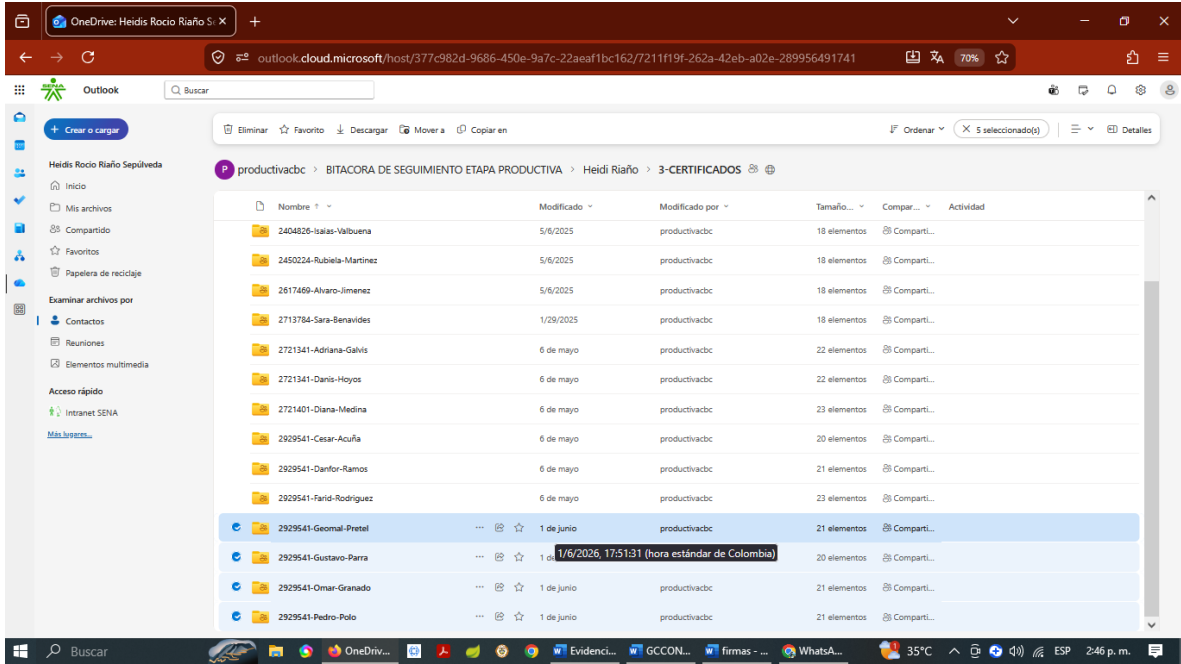 OneDrive: Heidis Rocio Riaño S
outlook.cloud.microsoft/host/377c982d-9686-450e-9a7c-22aeaf1bc162/7211f19f-262a-42eb-a02e-289956491741
70%
SENA
Outlook
Buscar
Crear o cargar
Eliminar Favorito Descargar Mover a Copiar en
Ordenar 5 seleccionado(s) Detalles
Heidis Rocio Riaño Sepúlveda
Inicio
Mis archivos
Compartido
Favoritos
Papelera de reciclaje
Examinar archivos por
Contactos
Reuniones
Elementos multimedia
Acceso rápido
Intranet SENA
Más lugares...
P productivacbc > BITACORA DE SEGUIMIENTO ETAPA PRODUCTIVA > Heidi Riaño > 3-CERTIFICADOS
Nombre Modificado Modificado por Tamaño... Compar... Actividad
2404826-Isaias-Valbuena 5/6/2025 productivacbc 18 elementos Comparti...
2450224-Rubiela-Martinez 5/6/2025 productivacbc 18 elementos Comparti...
2617469-Alvaro-Jimenez 5/6/2025 productivacbc 18 elementos Comparti...
2713784-Sara-Benavides 1/29/2025 productivacbc 18 elementos Comparti...
2721341-Adriana-Galvis 6 de mayo productivacbc 22 elementos Comparti...
2721341-Danis-Hoyos 6 de mayo productivacbc 22 elementos Comparti...
2721401-Diana-Medina 6 de mayo productivacbc 23 elementos Comparti...
2929541-Cesar-Acuña 6 de mayo productivacbc 20 elementos Comparti...
2929541-Danfor-Ramos 6 de mayo productivacbc 21 elementos Comparti...
2929541-Farid-Rodriguez 6 de mayo productivacbc 23 elementos Comparti...
2929541-Geomal-Pretel 1 de junio productivacbc 21 elementos Comparti...
1/6/2026, 17:51:31 (hora estándar de Colombia)
2929541-Gustavo-Parra 1 de 20 elementos Comparti...
2929541-Omar-Granado 1 de junio productivacbc 21 elementos Comparti...
2929541-Pedro-Polo 1 de junio productivacbc 21 elementos Comparti...
Buscar OneDriv... Evidenci... GCCON... firmas - ... WhatsA... 35°C ESP 2:46 p. m.